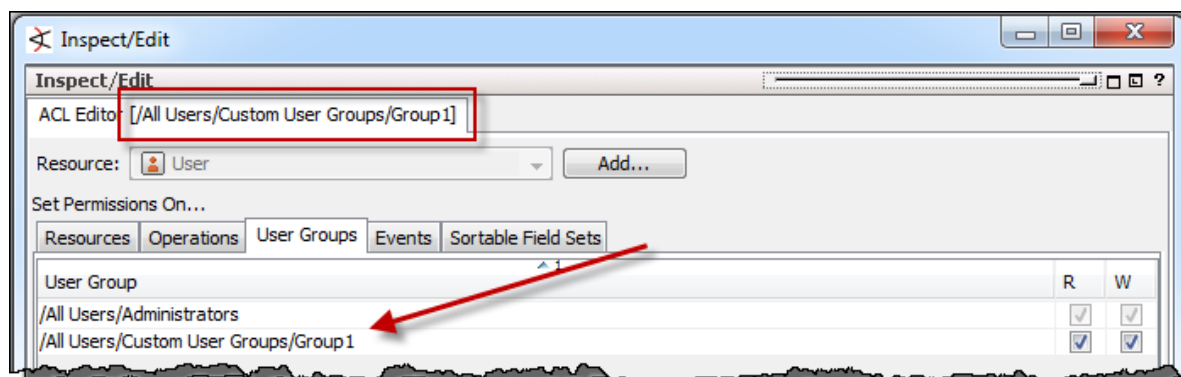 Inspect/Edit
Inspect/Edit ?
ACL Editor [/All Users/Custom User Groups/Group1]
Resource: User Add...
Set Permissions On...
Resources Operations User Groups Events Sortable Field Sets
1
User Group R W
/All Users/Administrators
/All Users/Custom User Groups/Group1